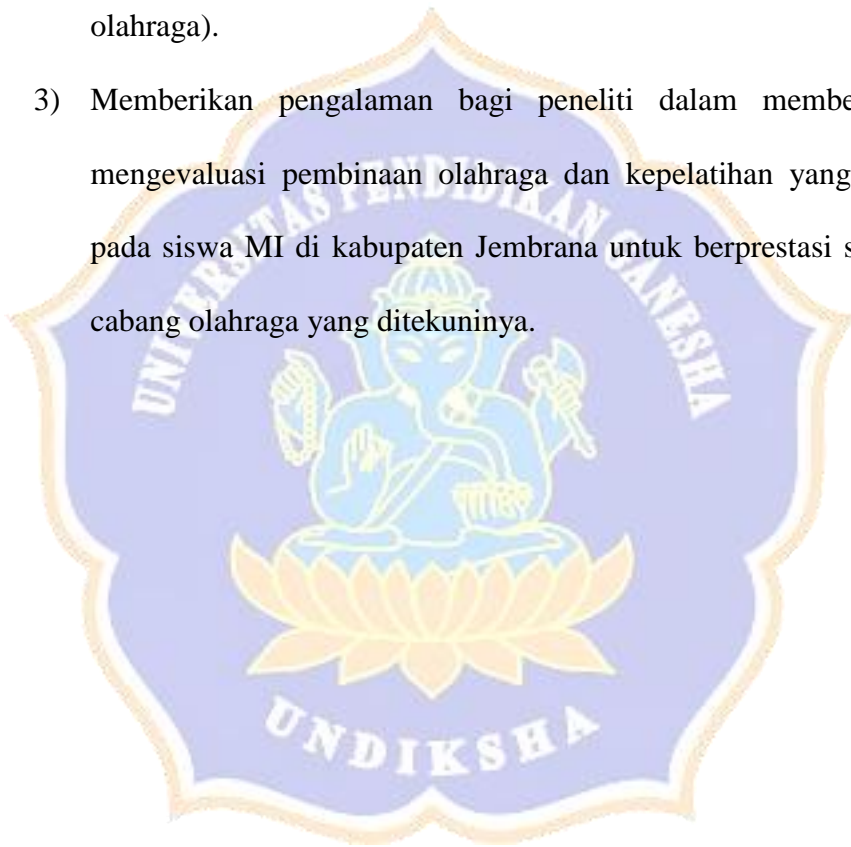 olahraga).
3) Memberikan pengalaman bagi peneliti dalam
mengevaluasi pembinaan olahraga dan kepelatihan yang
pada siswa MI di kabupaten Jembrana untuk berprestasi
cabang olahraga yang ditekuninya.
UNIVERSITAS PENDIDIKAN GANESHA
UNDIKSHA